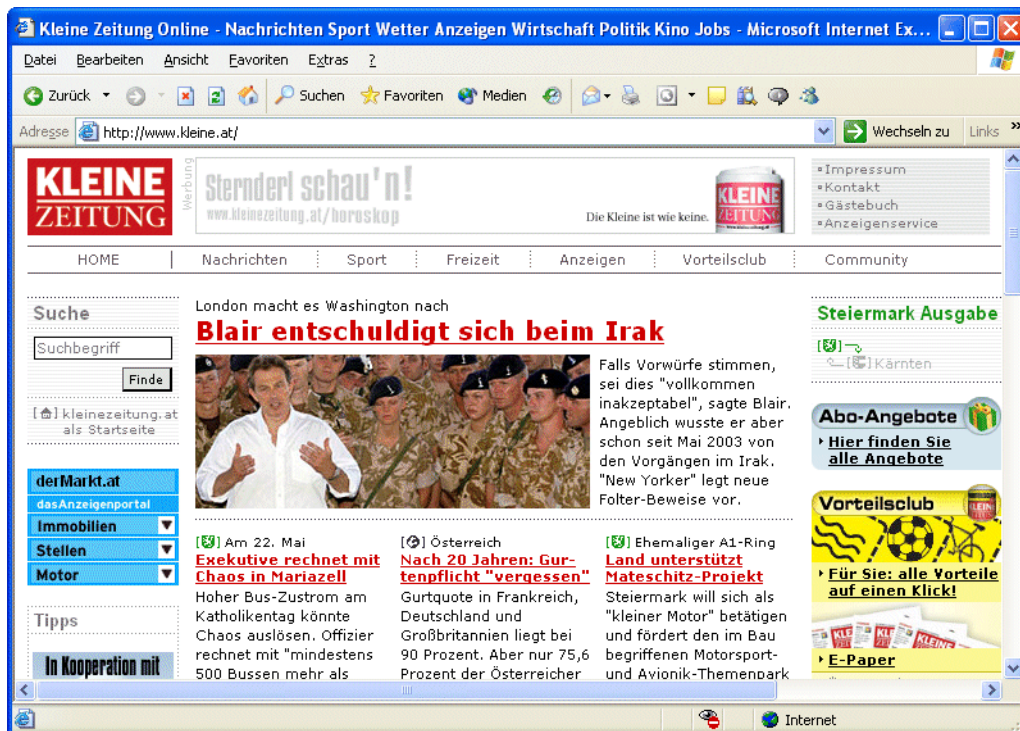 Kleine Zeitung Online - Nachrichten Sport Wetter Anzeigen Wirtschaft Politik Kino Jobs - Microsoft Internet Ex...
Datei Bearbeiten Ansicht Favoriten Extras ?
Zurück Suchen Favoriten Medien
Adresse http://www.kleine.at/ Wechseln zu Links »
KLEINE
ZEITUNG
Werbung
Sternderl schau'n!
www.kleinezeitung.at/horoskop
Die Kleine ist wie keine.
KLEINE
ZEITUNG
Impressum
Kontakt
Gästebuch
Anzeigenservice
HOME Nachrichten Sport Freizeit Anzeigen Vorteilsclub Community
Suche
Suchbegriff
Finde
[ ] kleinezeitung.at
als Startseite
derMarkt.at
dasAnzeigenportal
Immobilien
Stellen
Motor
Tipps
In Kooperation mit
London macht es Washington nach
Blair entschuldigt sich beim Irak
Falls Vorwürfe stimmen,
sei dies "vollkommen
inakzeptabel", sagte Blair.
Angeblich wusste er aber
schon seit Mai 2003 von
den Vorgängen im Irak.
"New Yorker" legt neue
Folter-Beweise vor.
[ ] Am 22. Mai
Exekutive rechnet mit
Chaos in Mariazell
Hoher Bus-Zustrom am
Katholikentag könnte
Chaos auslösen. Offizier
rechnet mit "mindestens
500 Bussen mehr als
[ ] Österreich
Nach 20 Jahren: Gur-
tenpflicht "vergessen"
Gurtquote in Frankreich,
Deutschland und
Großbritannien liegt bei
90 Prozent. Aber nur 75,6
Prozent der Österreicher
[ ] Ehemaliger A1-Ring
Land unterstützt
Mateschitz-Projekt
Steiermark will sich als
"kleiner Motor" betätigen
und fördert den im Bau
begriffenen Motorsport-
und Avionik-Themenpark
Steiermark Ausgabe
[ ]
[ ] Kärnten
Abo-Angebote
Hier finden Sie
alle Angebote
Vorteilsclub
Für Sie: alle Vorteile
auf einen Klick!
E-Paper
Internet